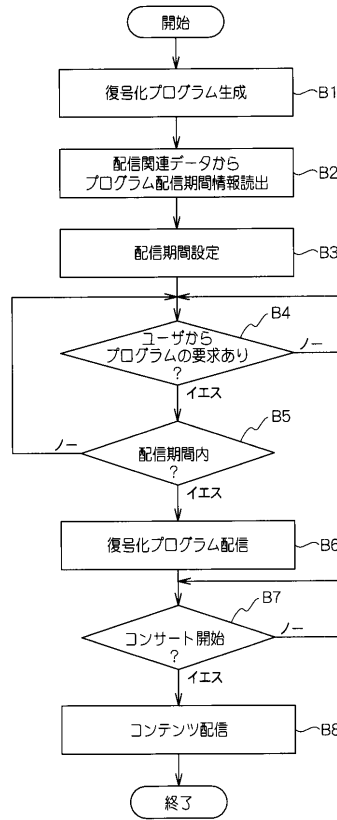 開始
復号化プログラム生成
B1
配信関連データから
プログラム配信期間情報読出
B2
配信期間設定
B3
B4
ユーザから
プログラムの要求あり
?
ノー
イエス
B5
配信期間内
?
ノー
イエス
復号化プログラム配信
B6
B7
コンサート開始
?
ノー
イエス
コンテンツ配信
B8
終了